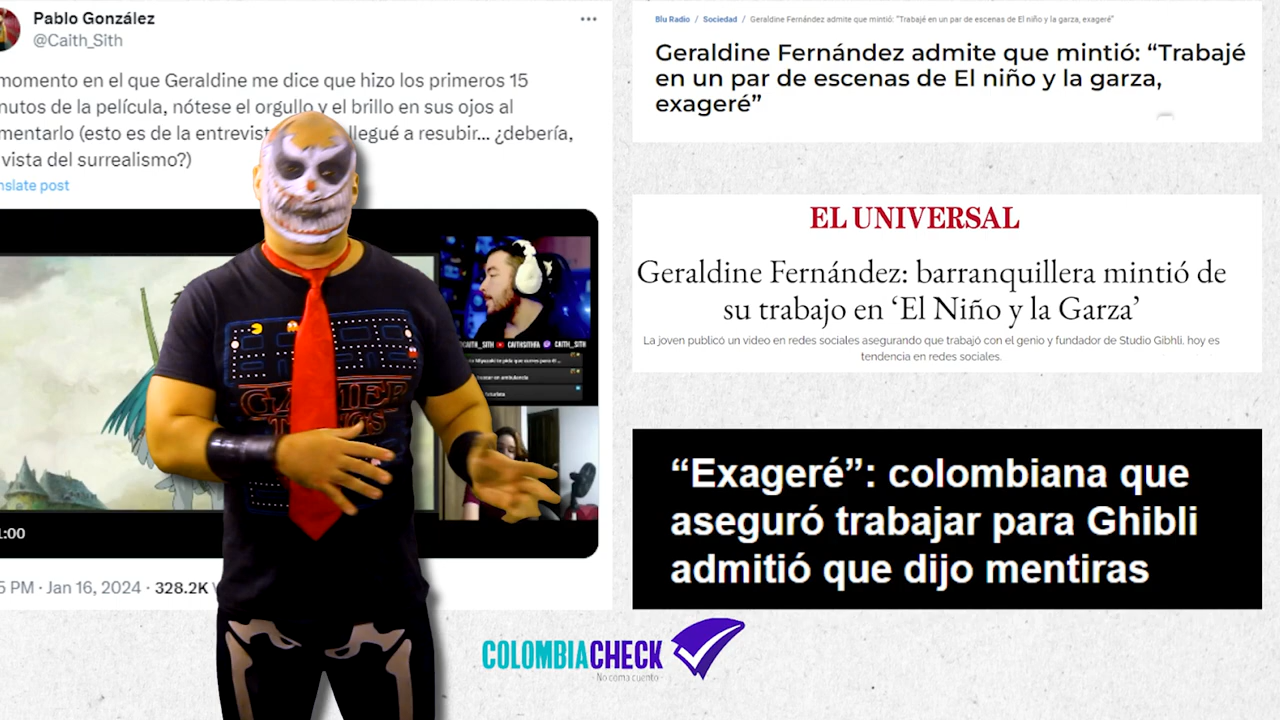 Pablo González
@Caith_Sith
momento en el que Geraldine me dice que hizo los primeros 15
nutos de la película, nótese el orgullo y el brillo en sus ojos al
mentarlo (esto es de la entrevist llegué a resubir... ¿debería,
vista del surrealismo?)
nslate post
CAITH_SITH CAITHSITHFA CAITH_SITH
GAMER
1:00
PM · Jan 16, 2024 · 328.2K
Blu Radio / Sociedad / Geraldine Fernández admite que mintió: "Trabajé en un par de escenas de El niño y la garza, exageré"
Geraldine Fernández admite que mintió: “Trabajé
en un par de escenas de El niño y la garza,
exageré”
EL UNIVERSAL
Geraldine Fernández: barranquillera mintió de
su trabajo en ‘El Niño y la Garza’
La joven publicó un video en redes sociales asegurando que trabajó con el genio y fundador de Studio Gibhli, hoy es
tendencia en redes sociales.
“Exageré”: colombiana que
aseguró trabajar para Ghibli
admitió que dijo mentiras
COLOMBIACHECK
No coma cuento